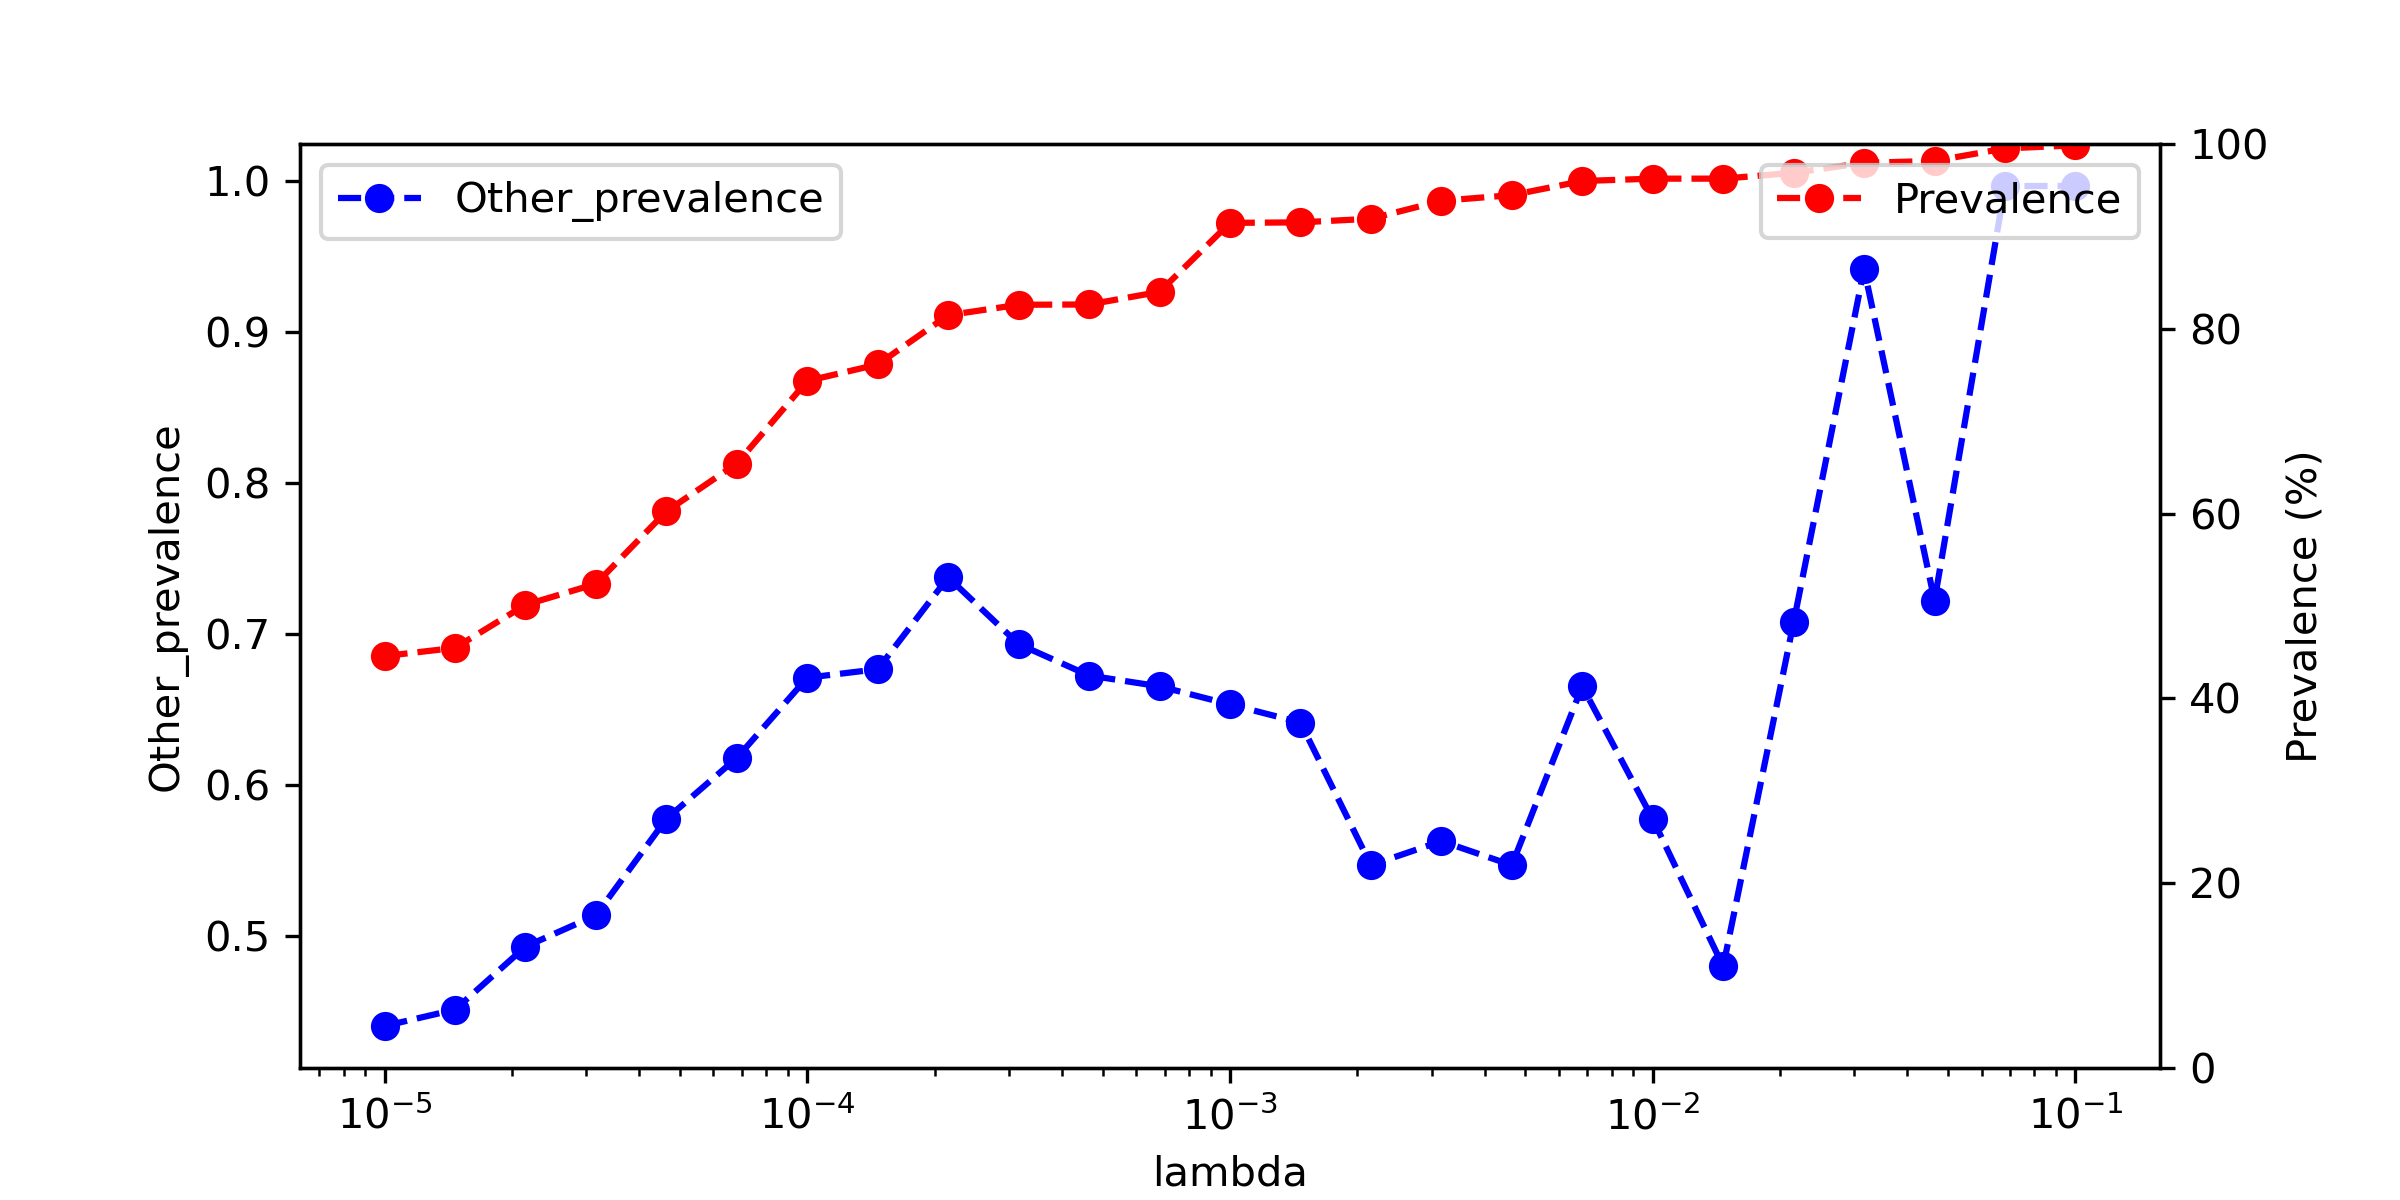 Other_prevalence
Prevalence
1.0
0.9
0.8
0.7
0.6
0.5
Other_prevalence
100
80
60
40
20
0
Prevalence (%)
10⁻⁵ 10⁻⁴ 10⁻³ 10⁻² 10⁻¹
lambda